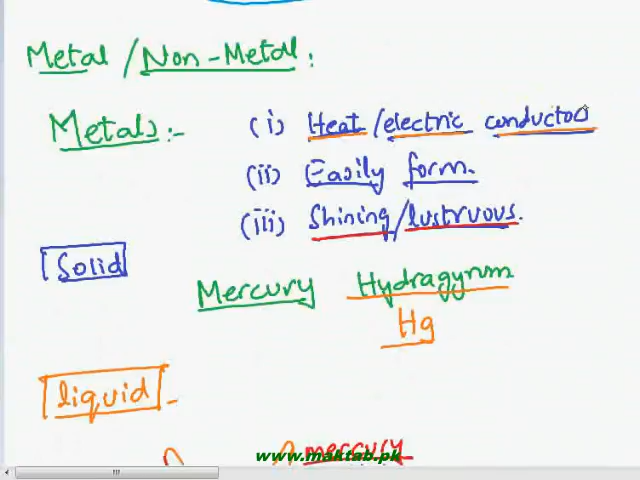 Metal / Non-Metal :
Metals :- (i) Heat/electric conductor
(ii) Easily form.
(iii) Shining/lustruous.
Solid
Mercury Hydragynm
Hg
liquid -
mercury
www.maktab.pk